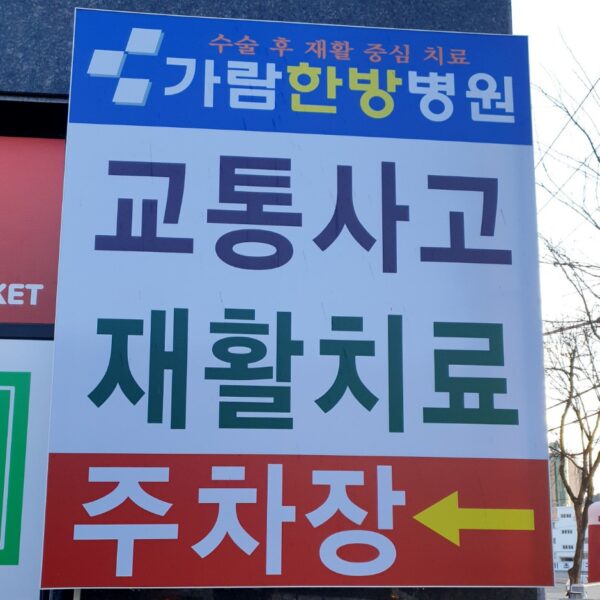 수술 후 재활 중심 치료
가람한방병원
교통사고
재활치료
주차장
KET